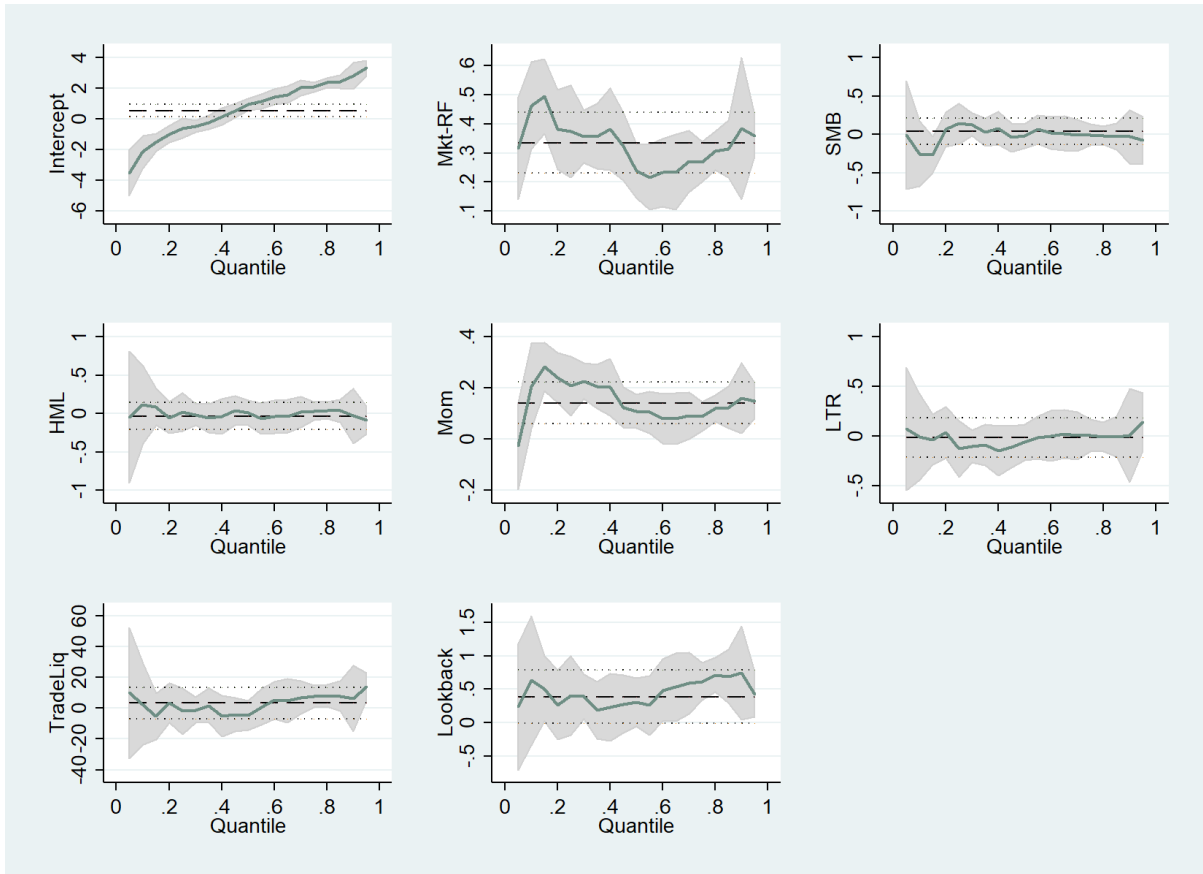 Intercept
4
2
0
-2
-4
-6
0 .2 .4 .6 .8 1
Quantile
Mkt-RF
.6
.5
.4
.3
.2
.1
0 .2 .4 .6 .8 1
Quantile
SMB
1
.5
0
-.5
-1
0 .2 .4 .6 .8 1
Quantile
HML
1
.5
0
-.5
-1
0 .2 .4 .6 .8 1
Quantile
Mom
.4
.2
0
-.2
0 .2 .4 .6 .8 1
Quantile
LTR
1
.5
0
-.5
0 .2 .4 .6 .8 1
Quantile
TradeLiq
60
40
20
0
-20
-40
0 .2 .4 .6 .8 1
Quantile
Lookback
1.5
1
.5
0
-.5
0 .2 .4 .6 .8 1
Quantile